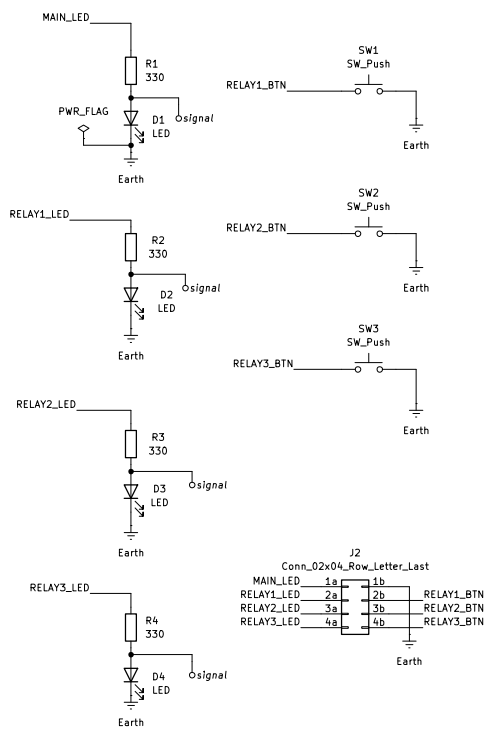 MAIN_LED
R1
330
PWR_FLAG
D1
LED
signal
Earth
SW1
SW_Push
RELAY1_BTN
Earth
RELAY1_LED
R2
330
D2
LED
signal
Earth
SW2
SW_Push
RELAY2_BTN
Earth
SW3
SW_Push
RELAY3_BTN
Earth
RELAY2_LED
R3
330
D3
LED
signal
Earth
RELAY3_LED
R4
330
D4
LED
signal
Earth
J2
Conn_02x04_Row_Letter_Last
MAIN_LED 1a 1b
RELAY1_LED 2a 2b RELAY1_BTN
RELAY2_LED 3a 3b RELAY2_BTN
RELAY3_LED 4a 4b RELAY3_BTN
Earth